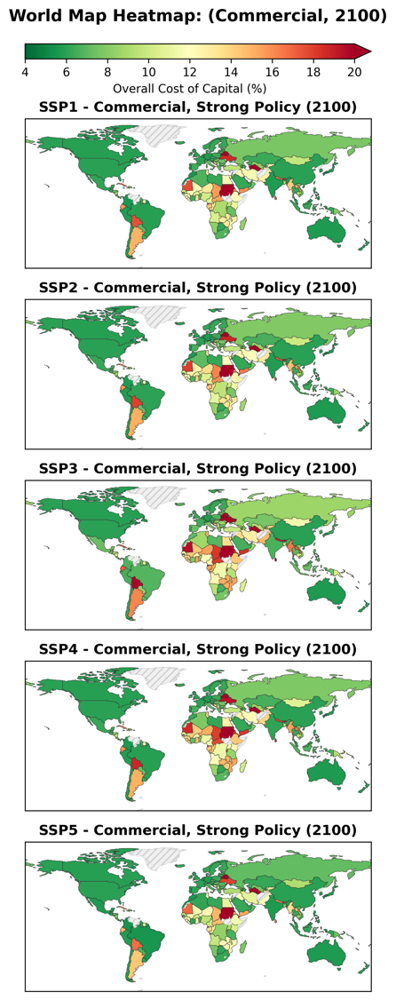 World Map Heatmap: (Commercial, 2100)
4 6 8 10 12 14 16 18 20
Overall Cost of Capital (%)
SSP1 - Commercial, Strong Policy (2100)
SSP2 - Commercial, Strong Policy (2100)
SSP3 - Commercial, Strong Policy (2100)
SSP4 - Commercial, Strong Policy (2100)
SSP5 - Commercial, Strong Policy (2100)